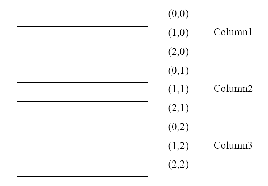 (0,0)
(1,0) Column1
(2,0)
(0,1)
(1,1) Column2
(2,1)
(0,2)
(1,2) Column3
(2,2)